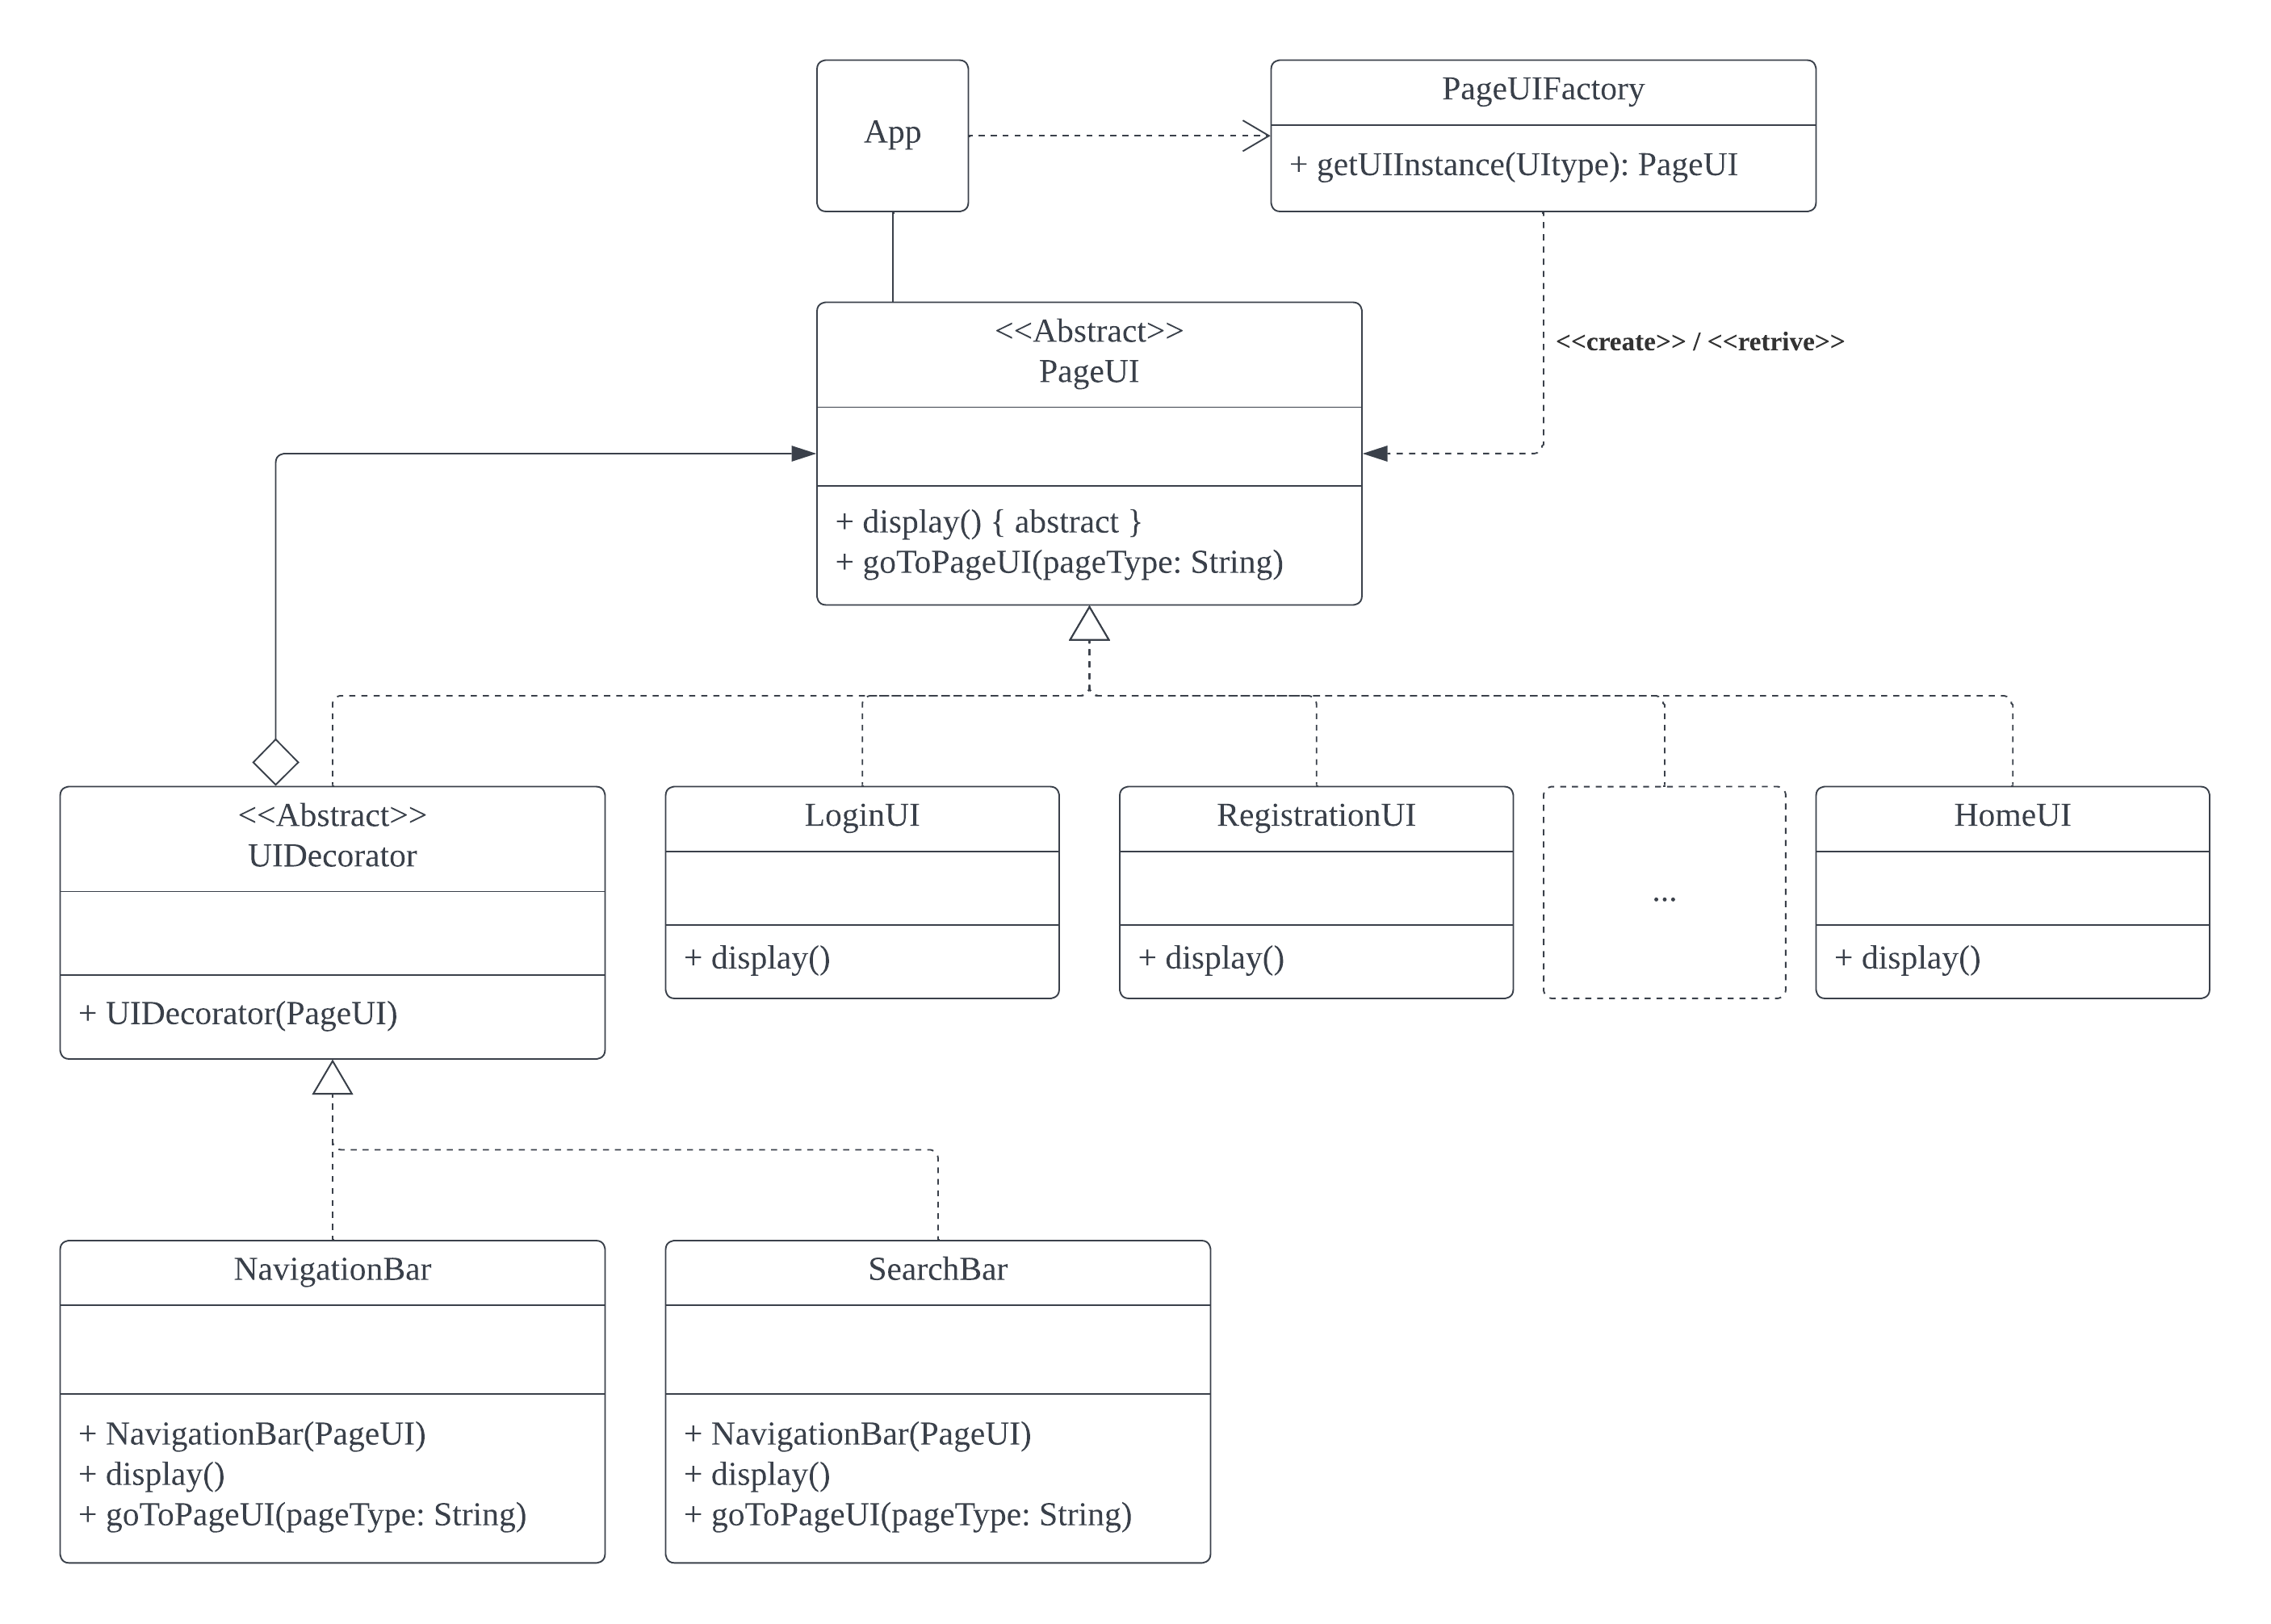 App
PageUIFactory
+ getUIInstance(UItype): PageUI
<<Abstract>>
PageUI
<<create>> / <<retrive>>
+ display() { abstract }
+ goToPageUI(pageType: String)
<<Abstract>>
UIDecorator
+ UIDecorator(PageUI)
LoginUI
+ display()
RegistrationUI
+ display()
...
HomeUI
+ display()
NavigationBar
+ NavigationBar(PageUI)
+ display()
+ goToPageUI(pageType: String)
SearchBar
+ NavigationBar(PageUI)
+ display()
+ goToPageUI(pageType: String)